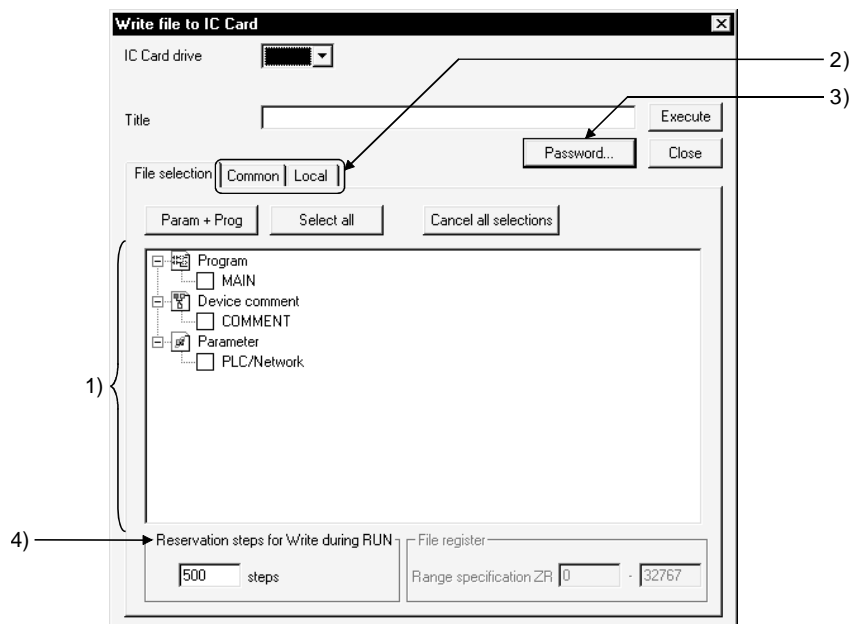 Write file to IC Card
IC Card drive
2)
3)
Title
Execute
Password...
Close
File selection
Common
Local
Param + Prog
Select all
Cancel all selections
Program
MAIN
Device comment
COMMENT
Parameter
PLC/Network
1)
4)
Reservation steps for Write during RUN
File register
500 steps
Range specification ZR 0 - 32767